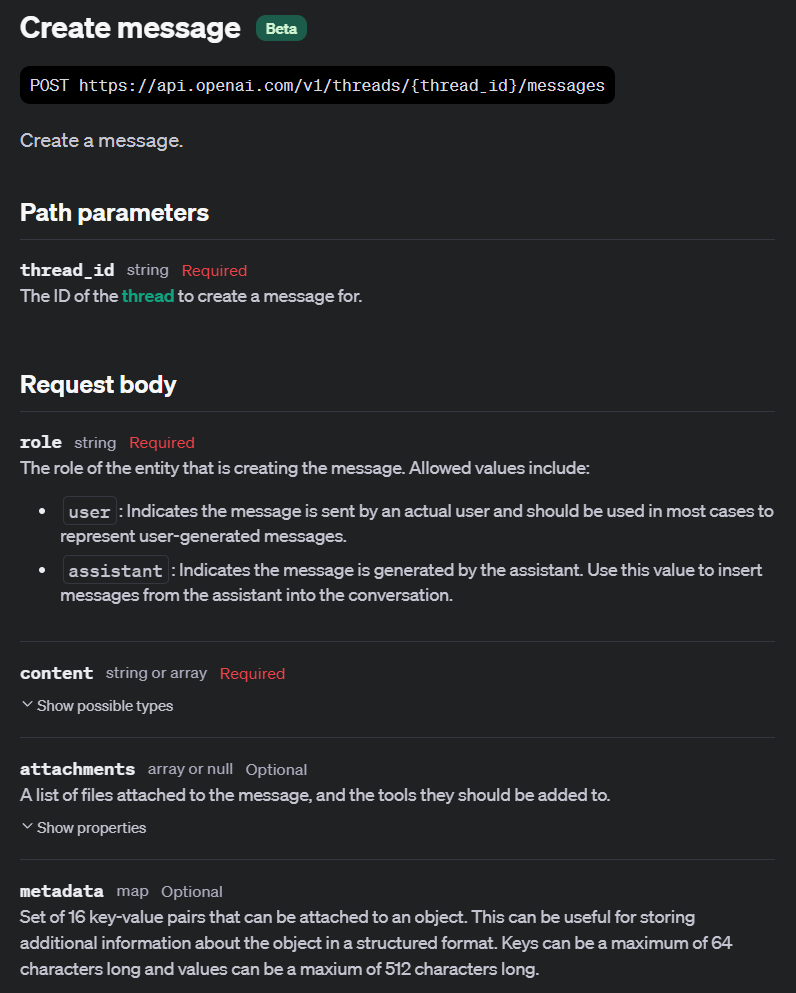 Create message Beta
POST https://api.openai.com/v1/threads/{thread_id}/messages
Create a message.
Path parameters
thread_id string Required
The ID of the thread to create a message for.
Request body
role string Required
The role of the entity that is creating the message. Allowed values include:
• user : Indicates the message is sent by an actual user and should be used in most cases to
represent user-generated messages.
• assistant : Indicates the message is generated by the assistant. Use this value to insert
messages from the assistant into the conversation.
content string or array Required
Show possible types
attachments array or null Optional
A list of files attached to the message, and the tools they should be added to.
Show properties
metadata map Optional
Set of 16 key-value pairs that can be attached to an object. This can be useful for storing
additional information about the object in a structured format. Keys can be a maximum of 64
characters long and values can be a maxium of 512 characters long.